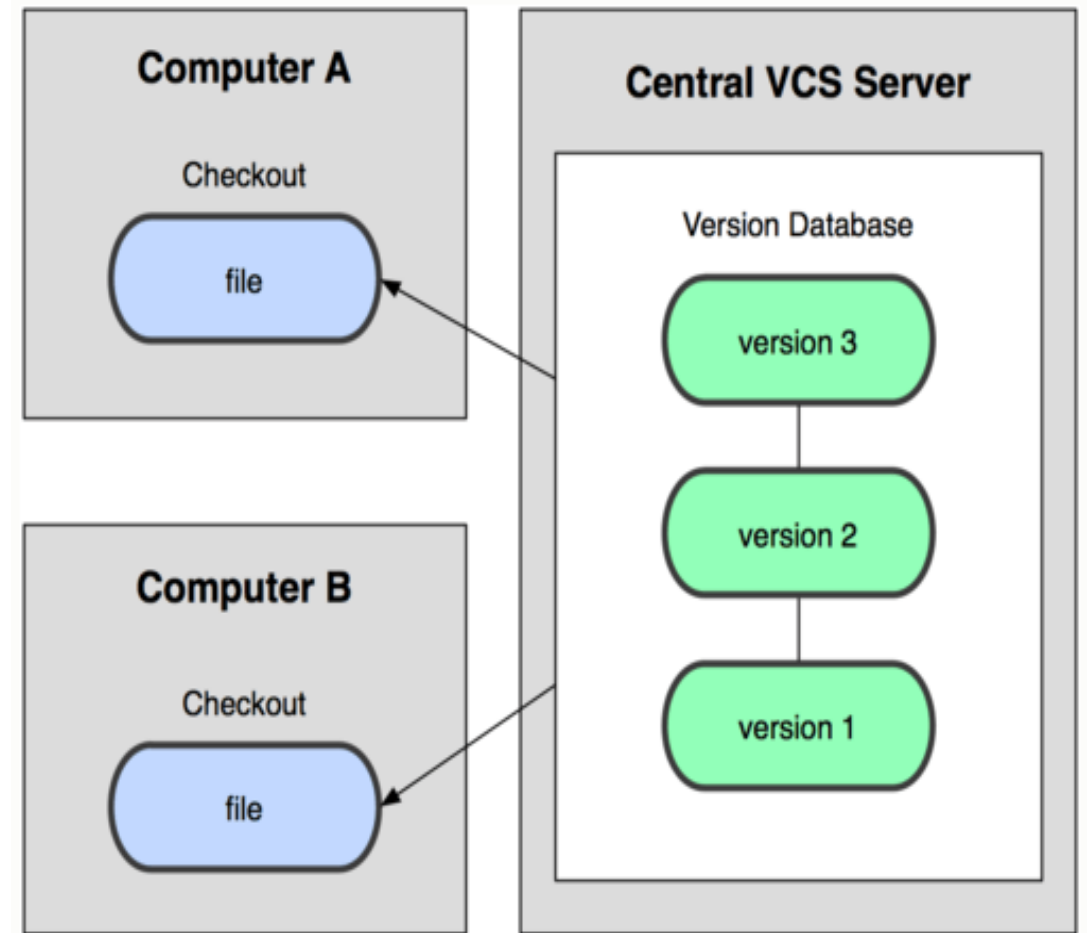 Computer A
Checkout
file
Computer B
Checkout
file
Central VCS Server
Version Database
version 3
version 2
version 1